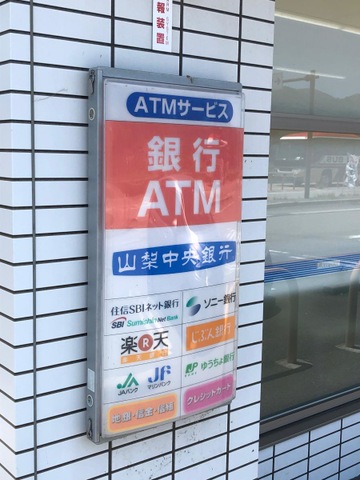 報装置
ATMサービス
銀行
ATM
山梨中央銀行
住信SBIネット銀行
SBI Sumishin Net Bank
ソニー銀行
楽R天
じぶん銀行
JAバンク
JF マリンバンク
ゆうちょ銀行
地銀・信金・信組
クレジットカード